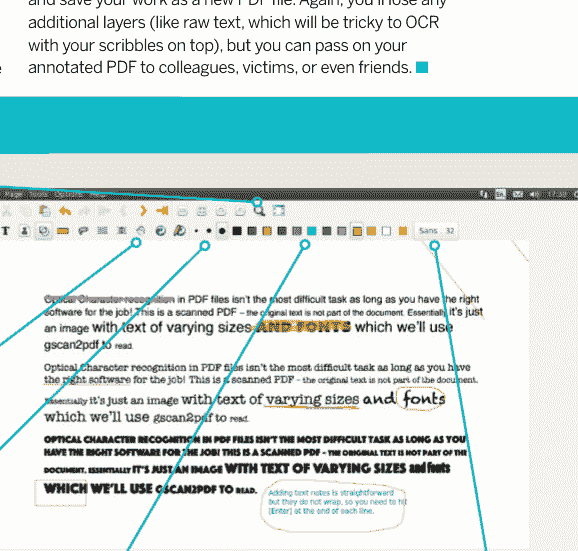 and save your work as a new PDF file. Again, you'll lose any
additional layers (like raw text, which will be tricky to OCR
with your scribbles on top), but you can pass on your
annotated PDF to colleagues, victims, or even friends.
Sans 32
Optical Character recognition in PDF files isn't the most difficult task as long as you have the right
software for the job! This is a scanned PDF - the original text is not part of the document. Essentially it's just
an image with text of varying sizes AND FONTS which we'll use
gscan2pdf to read.
Optical Character recognition in PDF files isn't the most difficult task as long as you have
the right software for the job! This is a scanned PDF - the original text is not part of the document.
Essentially it's just an image with text of varying sizes and fonts
which we'll use gscan2pdf to read.
OPTICAL CHARACTER RECOGNITION IN PDF FILES ISN'T THE MOST DIFFICULT TASK AS LONG AS YOU
HAVE THE RIGHT SOFTWARE FOR THE JOB! THIS IS A SCANNED PDF - THE ORIGINAL TEXT IS NOT PART OF THE
DOCUMENT. ESSENTIALLY IT'S JUST AN IMAGE WITH TEXT OF VARYING SIZES and fonts
WHICH WE'LL USE GSCAN2PDF TO READ.
Adding text notes is straightforward
but they do not wrap, so you need to hit
[Enter] at the end of each line.